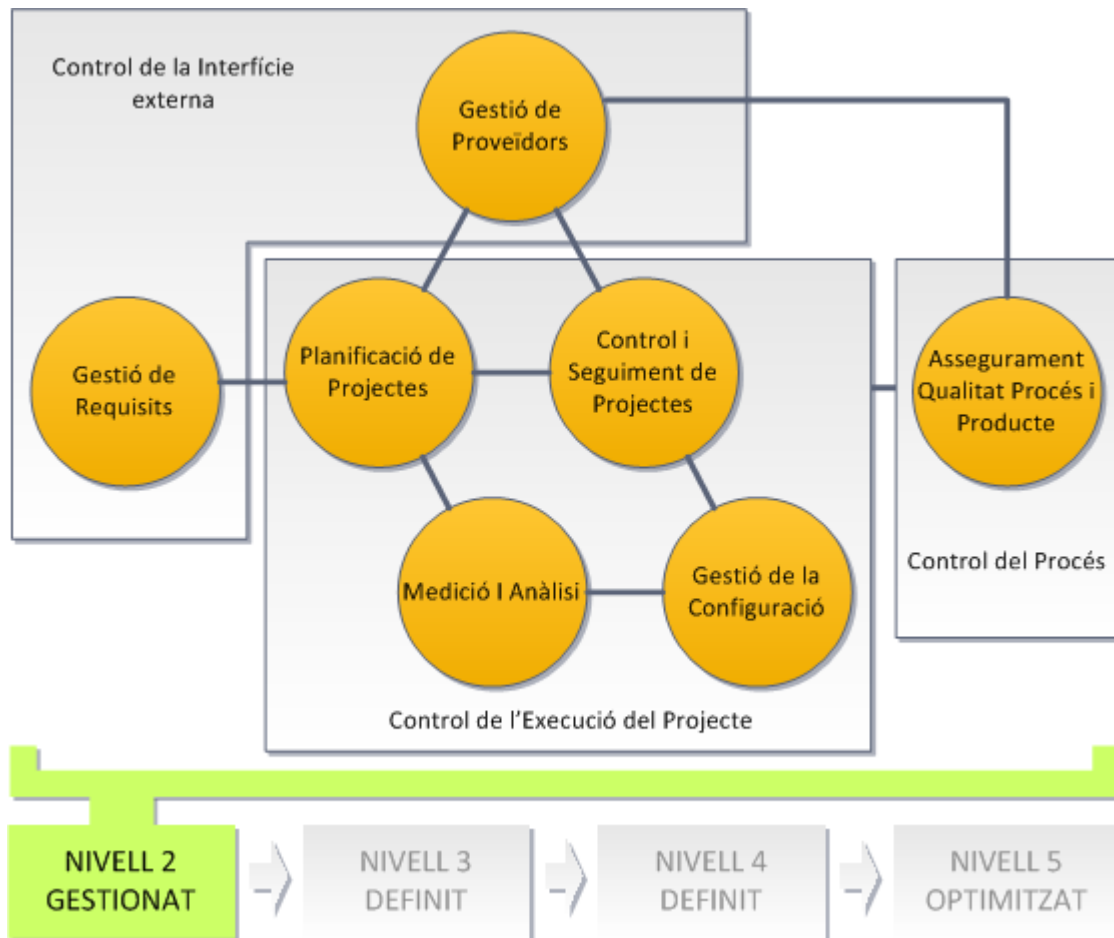 Control de la Interfície
externa
Gestió de
Proveïdors
Gestió de
Requisits
Planificació de
Projectes
Control i
Seguiment de
Projectes
Assegurament
Qualitat Procés i
Producte
Medició I Anàlisi
Gestió de la
Configuració
Control del Procés
Control de l’Execució del Projecte
NIVELL 2
GESTIONAT
NIVELL 3
DEFINIT
NIVELL 4
DEFINIT
NIVELL 5
OPTIMITZAT